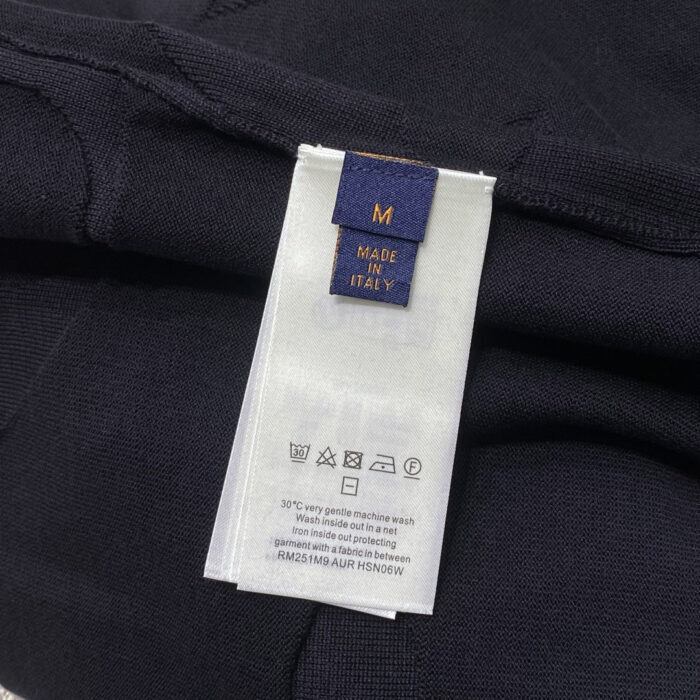 M
MADE
IN
ITALY
30 F
30°C very gentle machine wash
Wash inside out in a net
Iron inside out protecting
garment with a fabric in between
RM251M9 AUR HSN06W